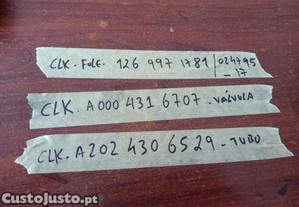 CLK - FOLE - 126 997 1781 / 024795
- 17
CLK. A000 431 6707 - VÁLVULA
CLK. A202 430 6529 - TUBO
CustoJusto.pt